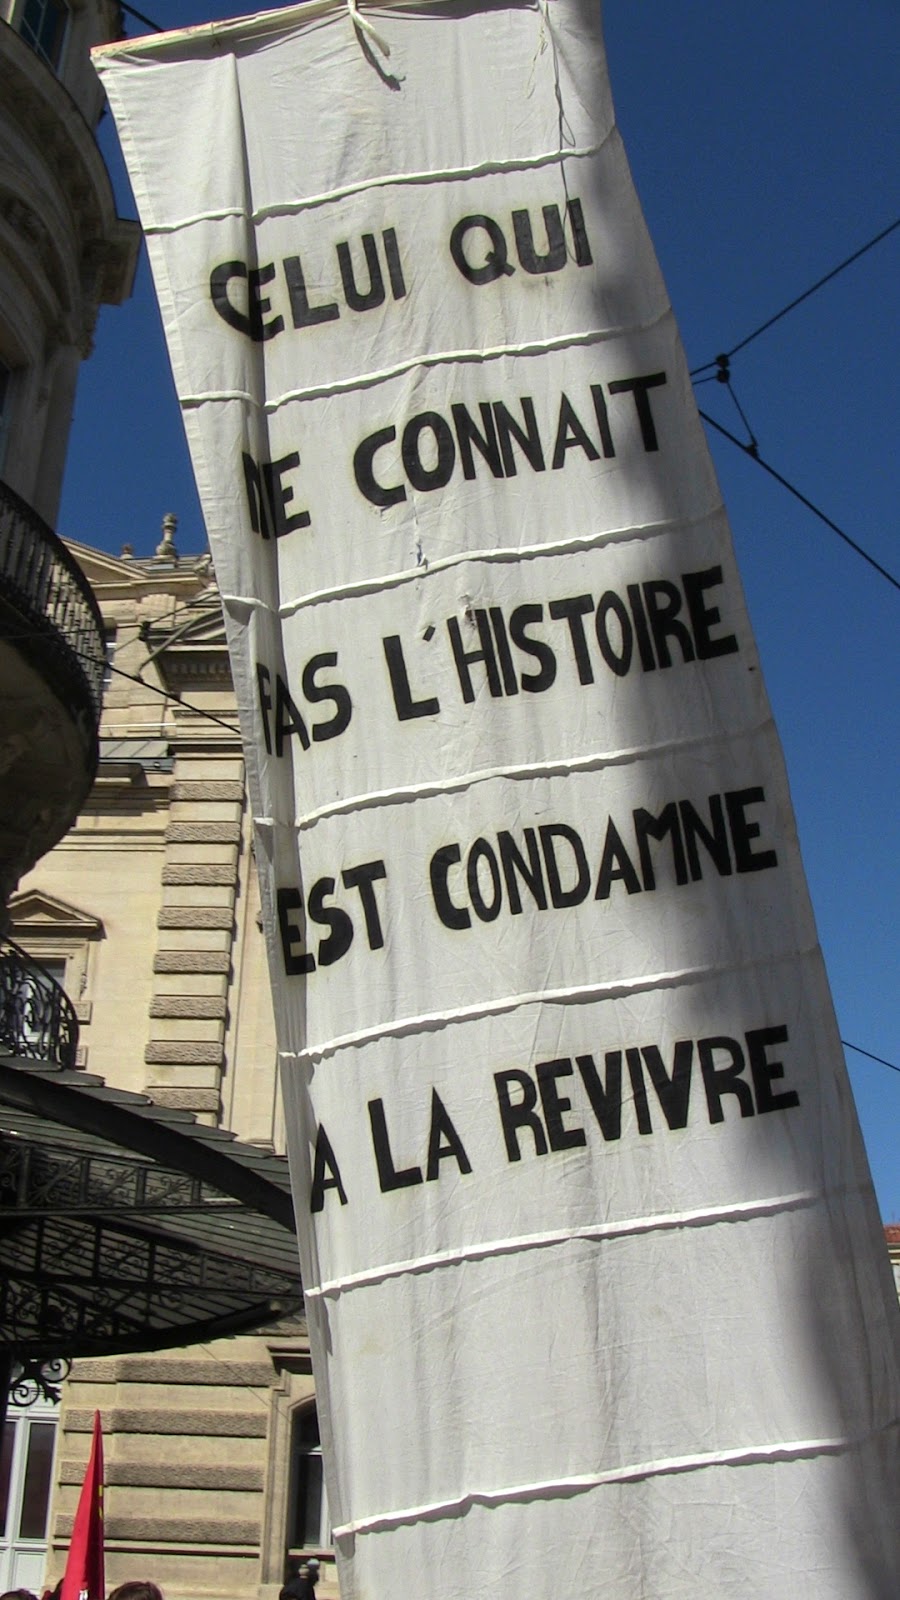 CELUI QUI
NE CONNAIT
PAS L'HISTOIRE
EST CONDAMNE
A LA REVIVRE